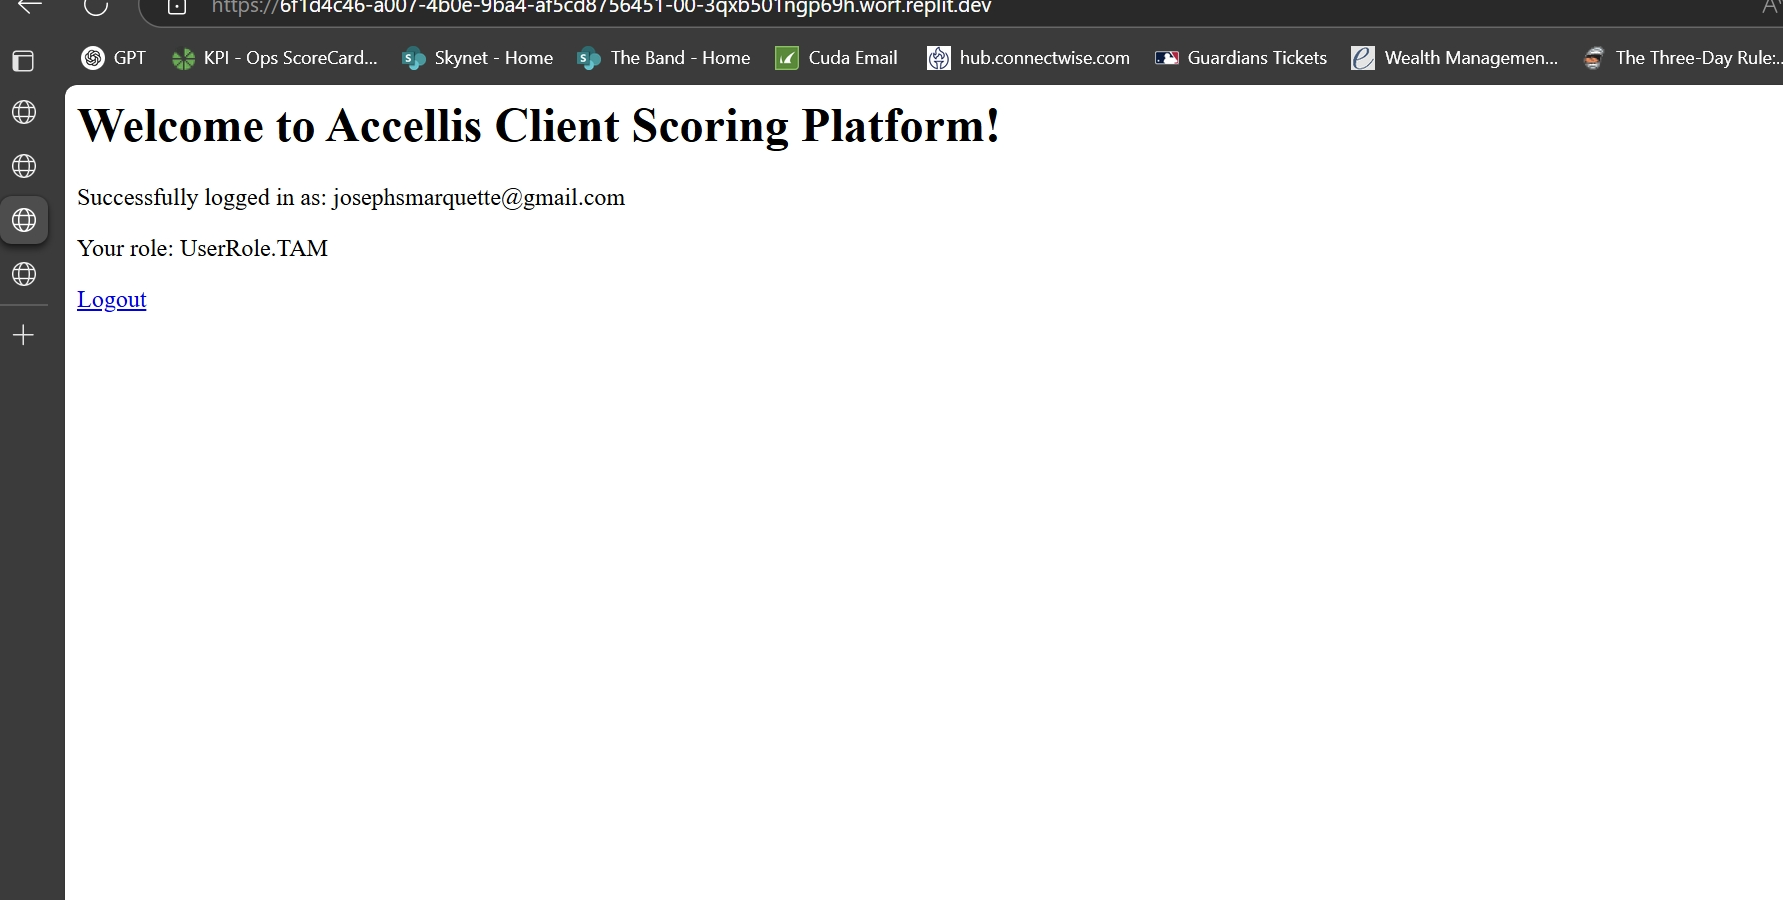 https://6f1d4c46-a007-4b0e-9ba4-af5cd8756451-00-3qxb501ngp69h.worf.replit.dev
GPT KPI - Ops ScoreCard... Skynet - Home The Band - Home Cuda Email hub.connectwise.com Guardians Tickets Wealth Managemen... The Three-Day Rule:...
Welcome to Accellis Client Scoring Platform!
Successfully logged in as: josephsmarquette@gmail.com
Your role: UserRole.TAM
Logout